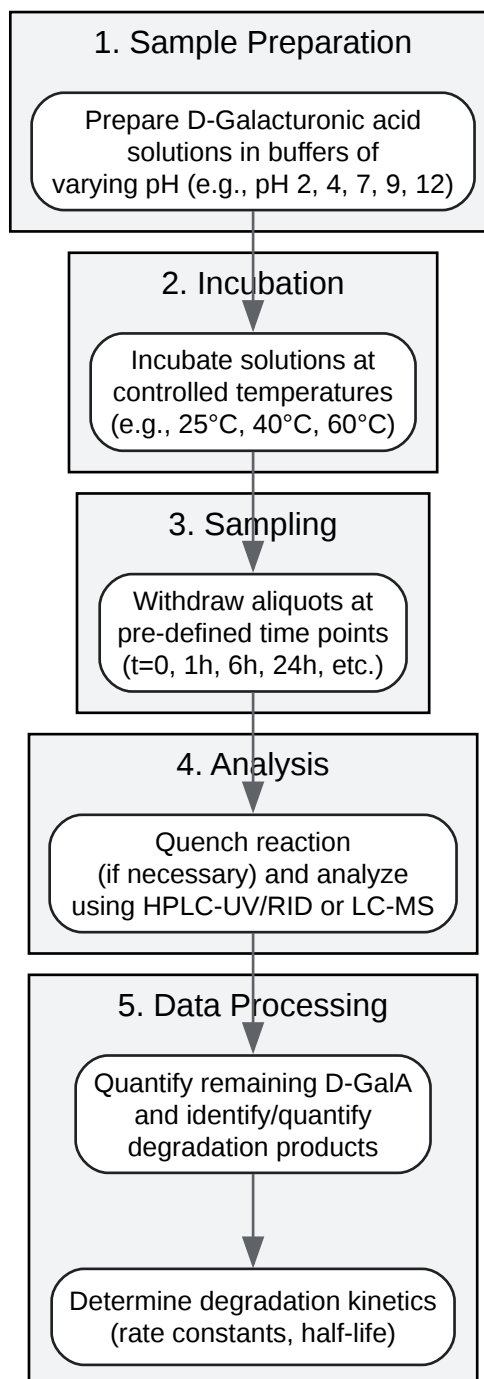 1. Sample Preparation
Prepare D-Galacturonic acid
solutions in buffers of
varying pH (e.g., pH 2, 4, 7, 9, 12)
2. Incubation
Incubate solutions at
controlled temperatures
(e.g., 25°C, 40°C, 60°C)
3. Sampling
Withdraw aliquots at
pre-defined time points
(t=0, 1h, 6h, 24h, etc.)
4. Analysis
Quench reaction
(if necessary) and analyze
using HPLC-UV/RID or LC-MS
5. Data Processing
Quantify remaining D-GalA
and identify/quantify
degradation products
Determine degradation kinetics
(rate constants, half-life)